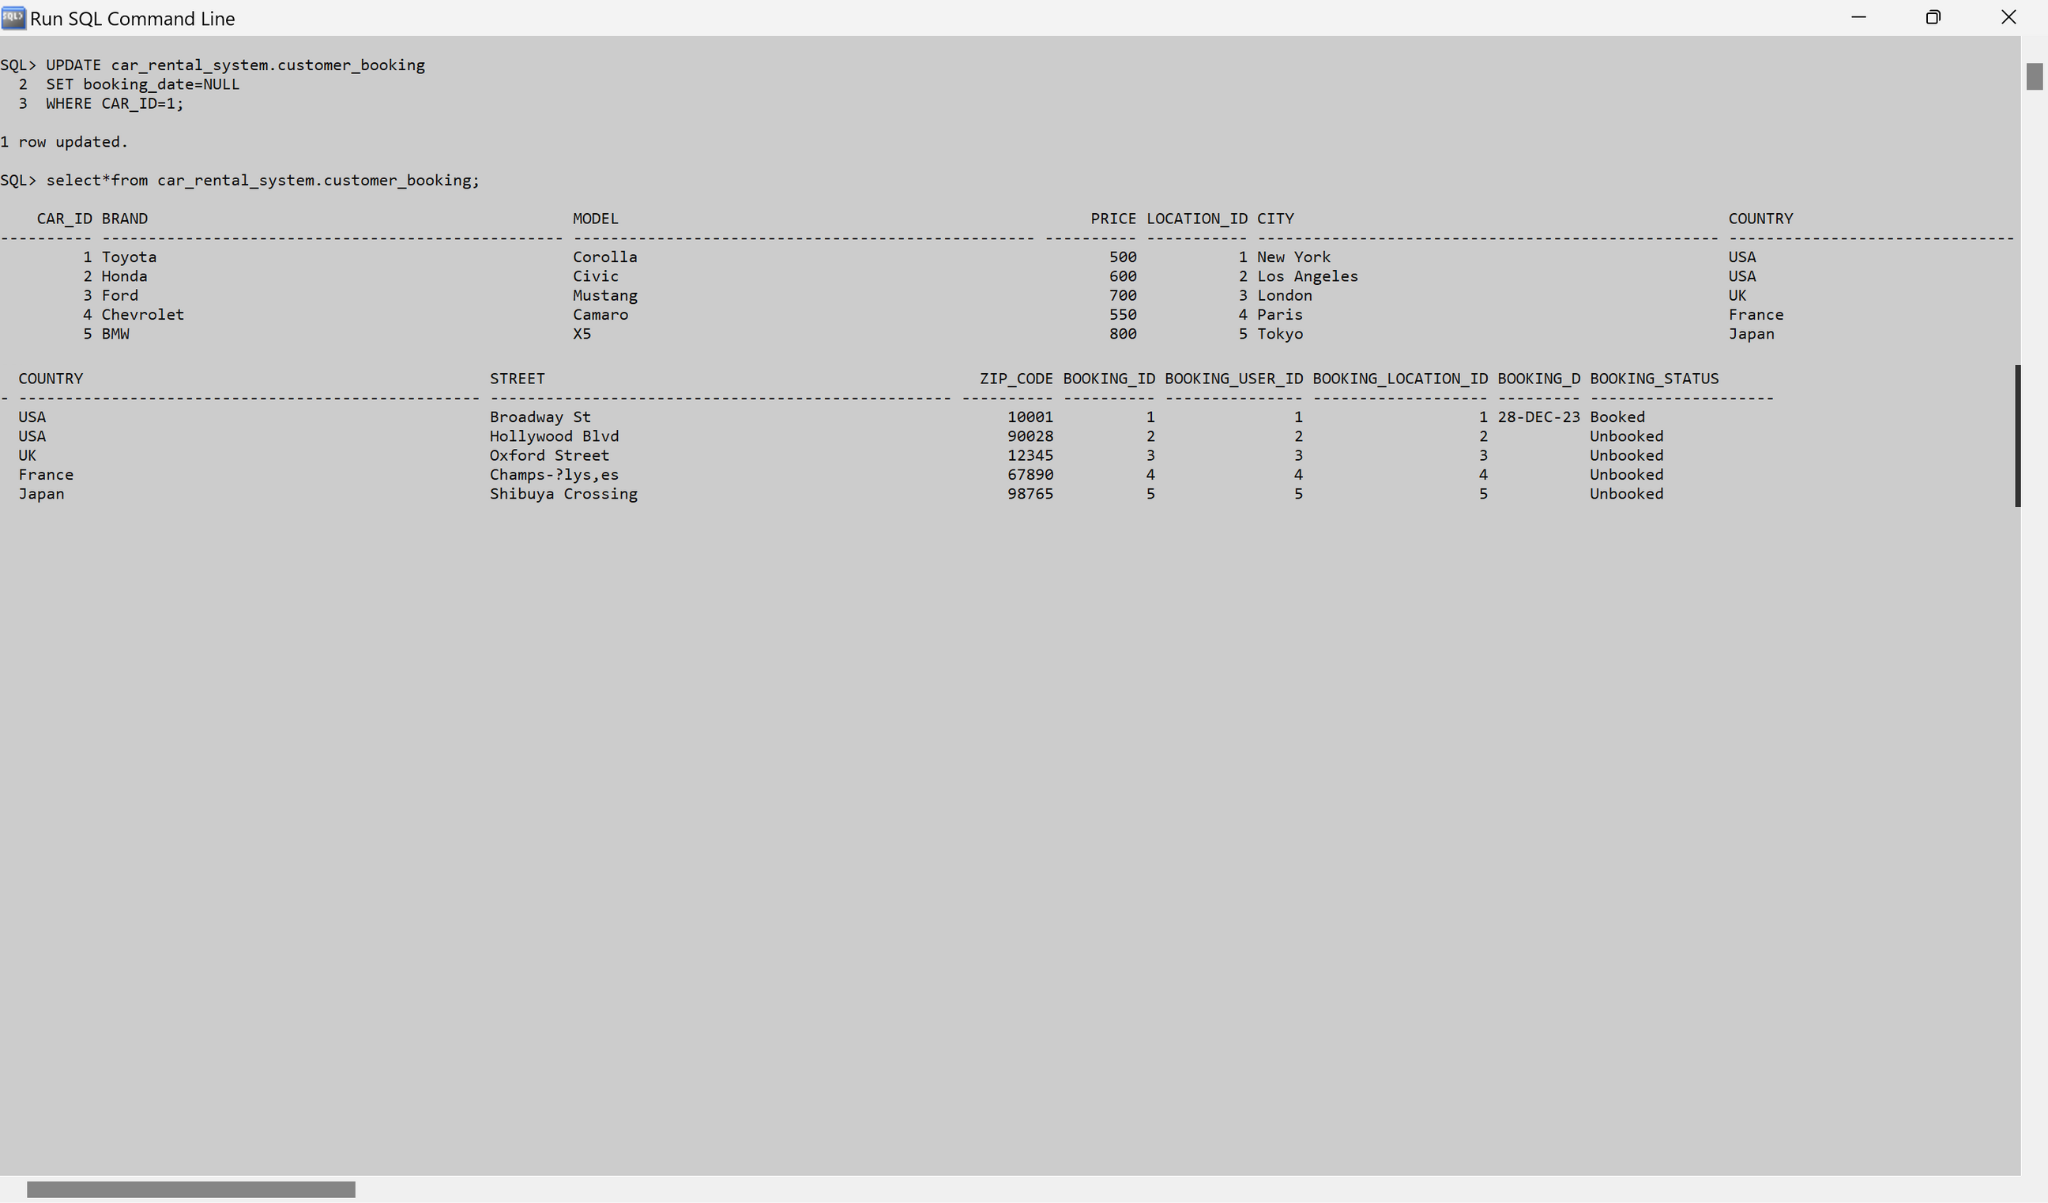 Run SQL Command Line
SQL> UPDATE car_rental_system.customer_booking
2 SET booking_date=NULL
3 WHERE CAR_ID=1;
1 row updated.
SQL> select*from car_rental_system.customer_booking;
CAR_ID BRAND MODEL PRICE LOCATION_ID CITY COUNTRY
1 Toyota Corolla 500 1 New York USA
2 Honda Civic 600 2 Los Angeles USA
3 Ford Mustang 700 3 London UK
4 Chevrolet Camaro 550 4 Paris France
5 BMW X5 800 5 Tokyo Japan
COUNTRY STREET ZIP_CODE BOOKING_ID BOOKING_USER_ID BOOKING_LOCATION_ID BOOKING_D BOOKING_STATUS
USA Broadway St 10001 1 1 1 28-DEC-23 Booked
USA Hollywood Blvd 90028 2 2 2 Unbooked
UK Oxford Street 12345 3 3 3 Unbooked
France Champs-?lys,es 67890 4 4 4 Unbooked
Japan Shibuya Crossing 98765 5 5 5 Unbooked